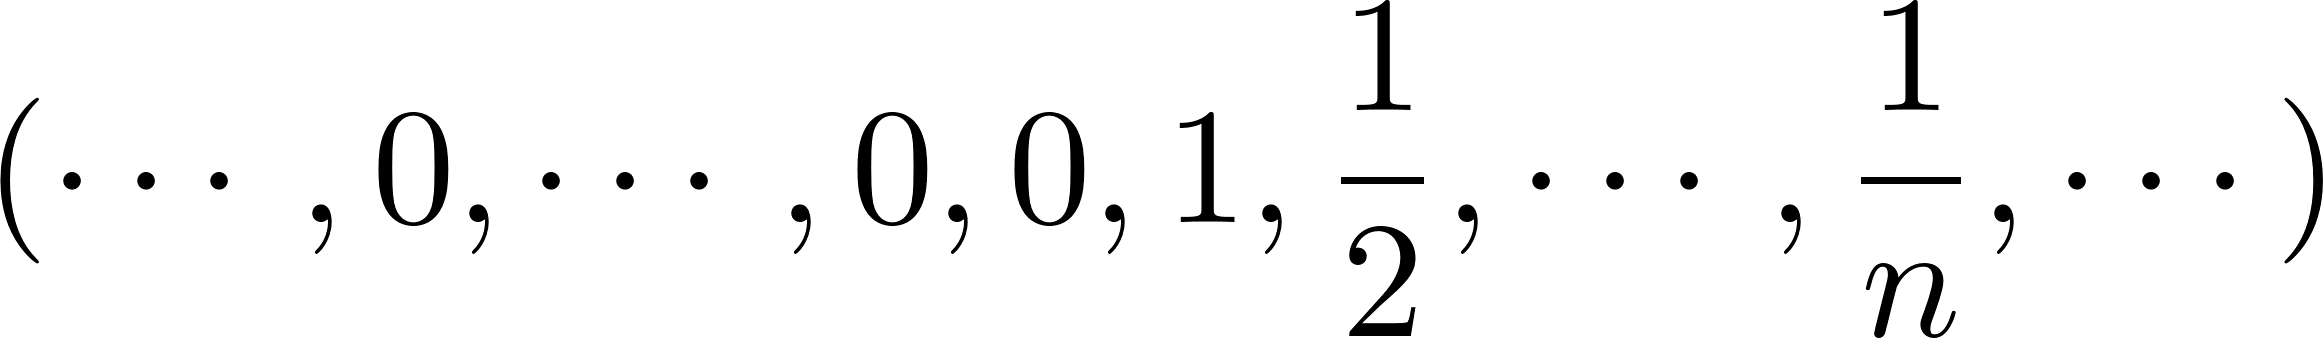 (⋯ , 0, ⋯ , 0, 0, 1, 1/2, ⋯ , 1/n, ⋯)